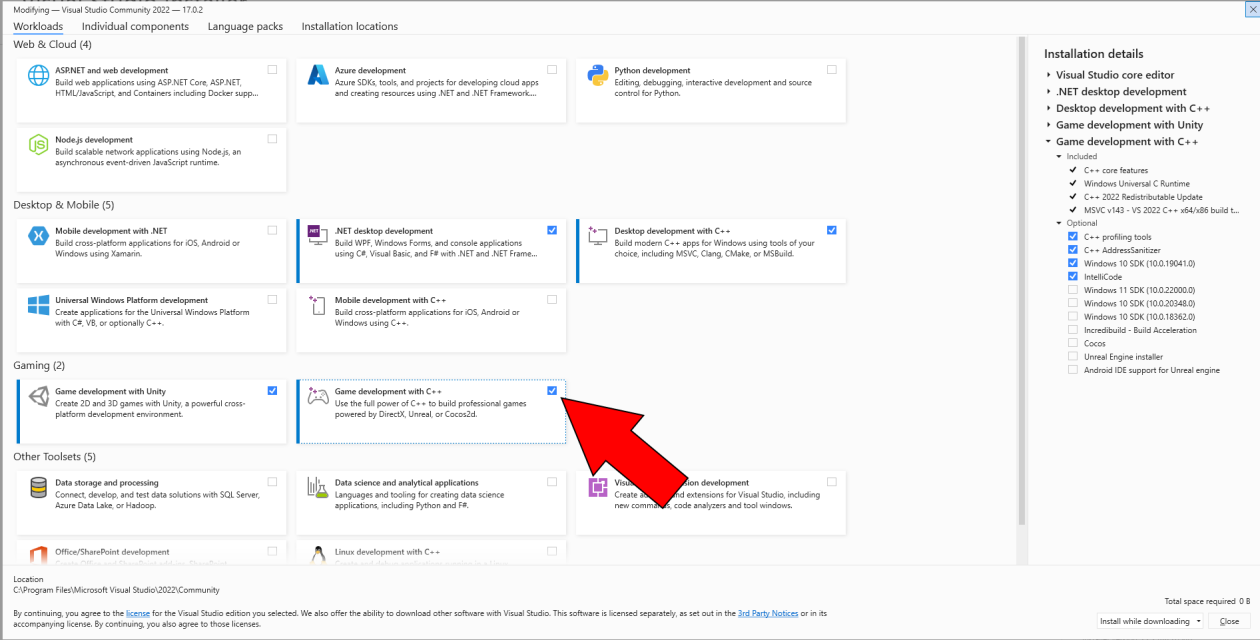 Modifying — Visual Studio Community 2022 — 17.0.2
Workloads Individual components Language packs Installation locations
Web & Cloud (4)
ASP.NET and web development
Build web applications using ASP.NET Core, ASP.NET,
HTML/JavaScript, and Containers including Docker supp...
Azure development
Azure SDKs, tools, and projects for developing cloud apps
and creating resources using .NET and .NET Framework....
Python development
Editing, debugging, interactive development and source
control for Python.
Node.js development
Build scalable network applications using Node.js, an
asynchronous event-driven JavaScript runtime.
Desktop & Mobile (5)
Mobile development with .NET
Build cross-platform applications for iOS, Android or
Windows using Xamarin.
.NET desktop development
Build WPF, Windows Forms, and console applications
using C#, Visual Basic, and F# with .NET and .NET Frame...
Desktop development with C++
Build modern C++ apps for Windows using tools of your
choice, including MSVC, Clang, CMake, or MSBuild.
Universal Windows Platform development
Create applications for the Universal Windows Platform
with C#, VB, or optionally C++.
Mobile development with C++
Build cross-platform applications for iOS, Android or
Windows using C++.
Gaming (2)
Game development with Unity
Create 2D and 3D games with Unity, a powerful cross-
platform development environment.
Game development with C++
Use the full power of C++ to build professional games
powered by DirectX, Unreal, or Cocos2d.
Other Toolsets (5)
Data storage and processing
Connect, develop, and test data solutions with SQL Server,
Azure Data Lake, or Hadoop.
Data science and analytical applications
Languages and tooling for creating data science
applications, including Python and F#.
development
Create and extensions for Visual Studio, including
new code analyzers and tool windows.
Office/SharePoint development
Linux development with C++
Location
C:\Program Files\Microsoft Visual Studio\2022\Community
By continuing, you agree to the license for the Visual Studio edition you selected. We also offer the ability to download other software with Visual Studio. This software is licensed separately, as set out in the 3rd Party Notices or in its
accompanying license. By continuing, you also agree to those licenses.
Installation details
Visual Studio core editor
.NET desktop development
Desktop development with C++
Game development with Unity
Game development with C++
Included
C++ core features
Windows Universal C Runtime
C++ 2022 Redistributable Update
MSVC v143 - VS 2022 C++ x64/x86 build t...
Optional
C++ profiling tools
C++ AddressSanitizer
Windows 10 SDK (10.0.19041.0)
IntelliCode
Windows 11 SDK (10.0.22000.0)
Windows 10 SDK (10.0.20348.0)
Windows 10 SDK (10.0.18362.0)
Incredibuild - Build Acceleration
Cocos
Unreal Engine installer
Android IDE support for Unreal engine
Total space required 0 B
Install while downloading Close